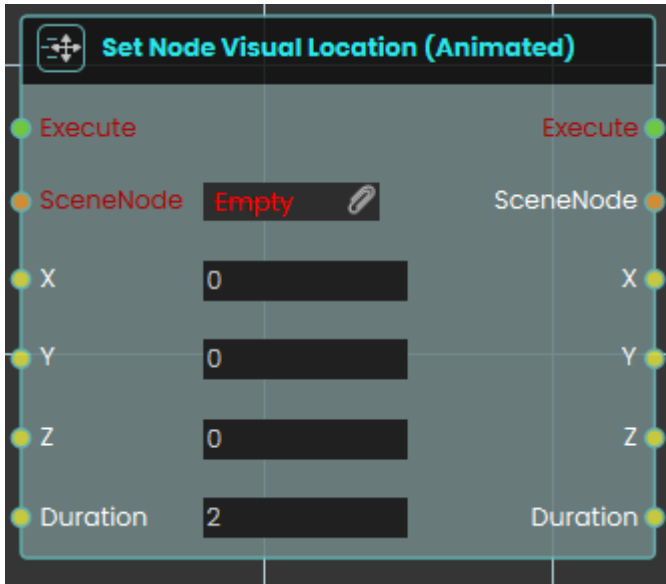 Set Node Visual Location (Animated)
Execute Execute
SceneNode Empty SceneNode
X 0 X
Y 0 Y
Z 0 Z
Duration 2 Duration